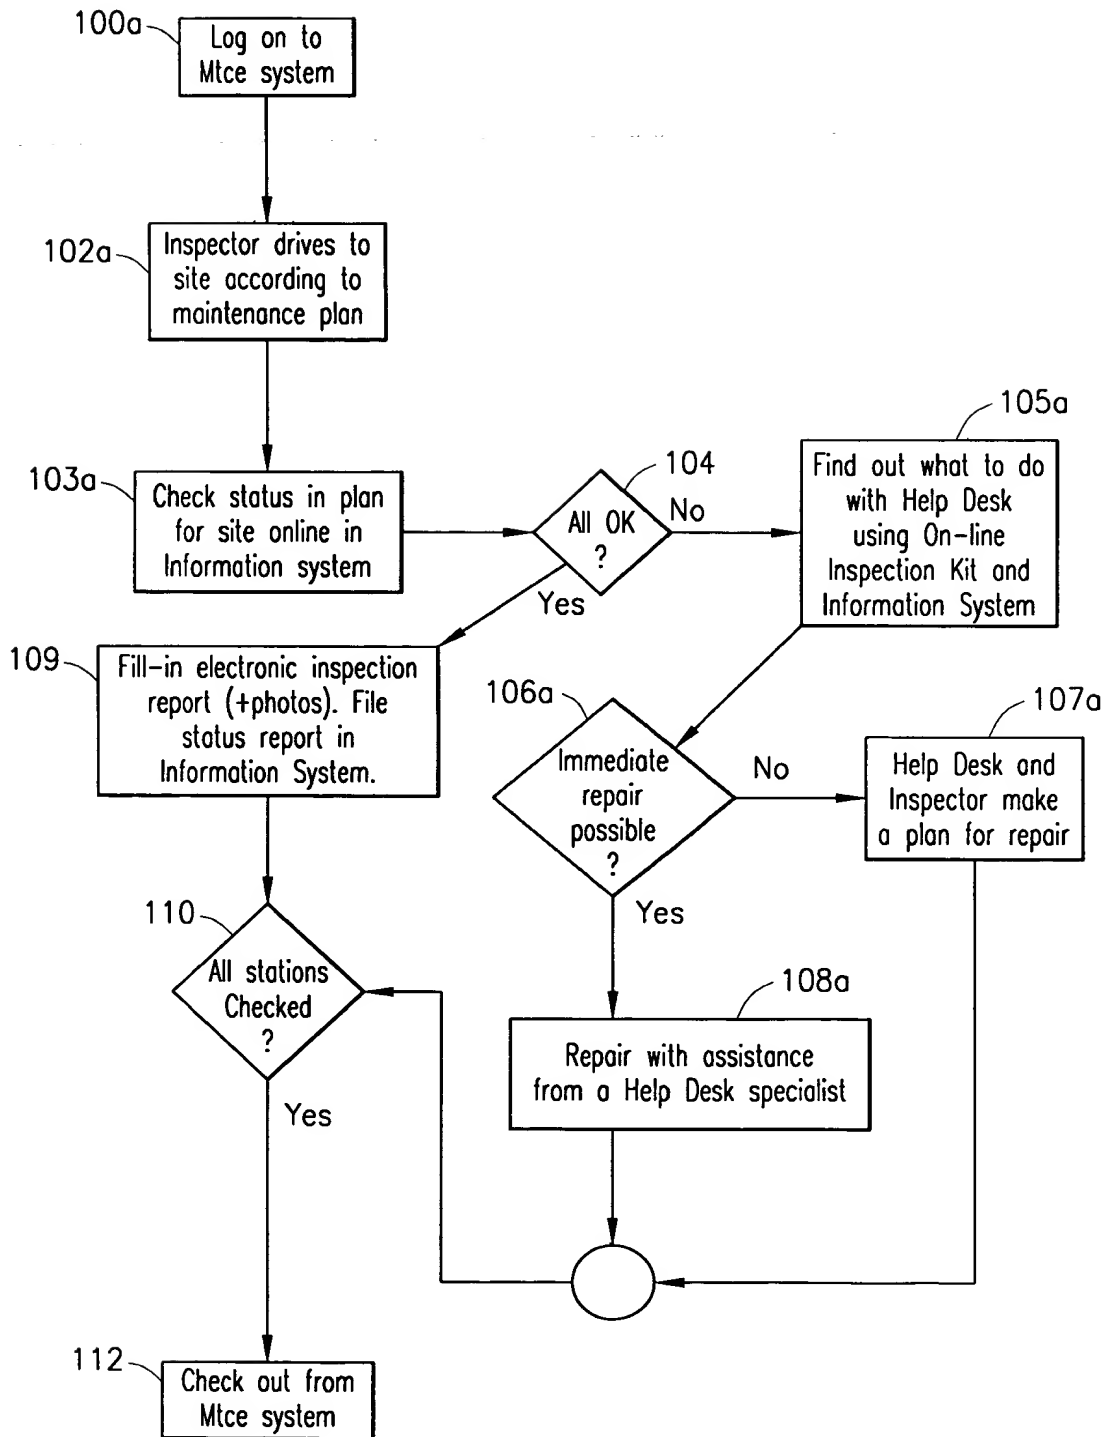 100a
Log on to
Mtce system
102a
Inspector drives to
site according to
maintenance plan
103a
Check status in plan
for site online in
Information system
104
All OK
?
No
Yes
105a
Find out what to do
with Help Desk
using On-line
Inspection Kit and
Information System
109
Fill-in electronic inspection
report (+photos). File
status report in
Information System.
106a
Immediate
repair
possible
?
No
Yes
107a
Help Desk and
Inspector make
a plan for repair
110
All stations
Checked
?
Yes
108a
Repair with assistance
from a Help Desk specialist
112
Check out from
Mtce system